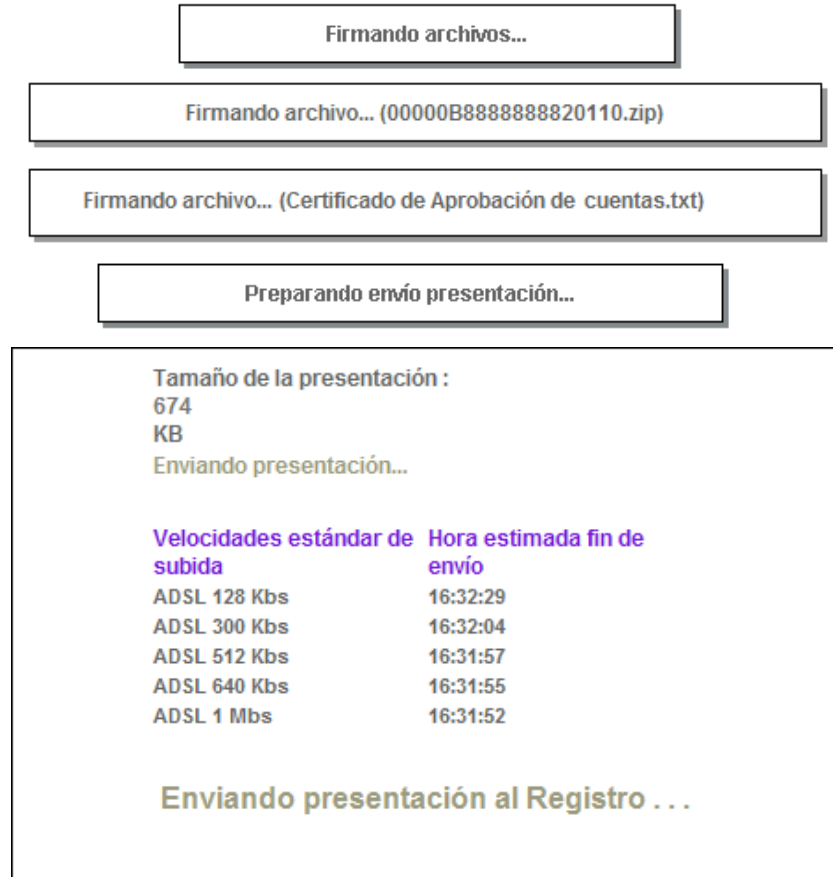 Firmando archivos...
Firmando archivo... (00000B8888888820110.zip)
Firmando archivo... (Certificado de Aprobación de cuentas.txt)
Preparando envío presentación...
Tamaño de la presentación :
674
KB
Enviando presentación...
Velocidades estándar de subida Hora estimada fin de envío
ADSL 128 Kbs 16:32:29
ADSL 300 Kbs 16:32:04
ADSL 512 Kbs 16:31:57
ADSL 640 Kbs 16:31:55
ADSL 1 Mbs 16:31:52
Enviando presentación al Registro . . .